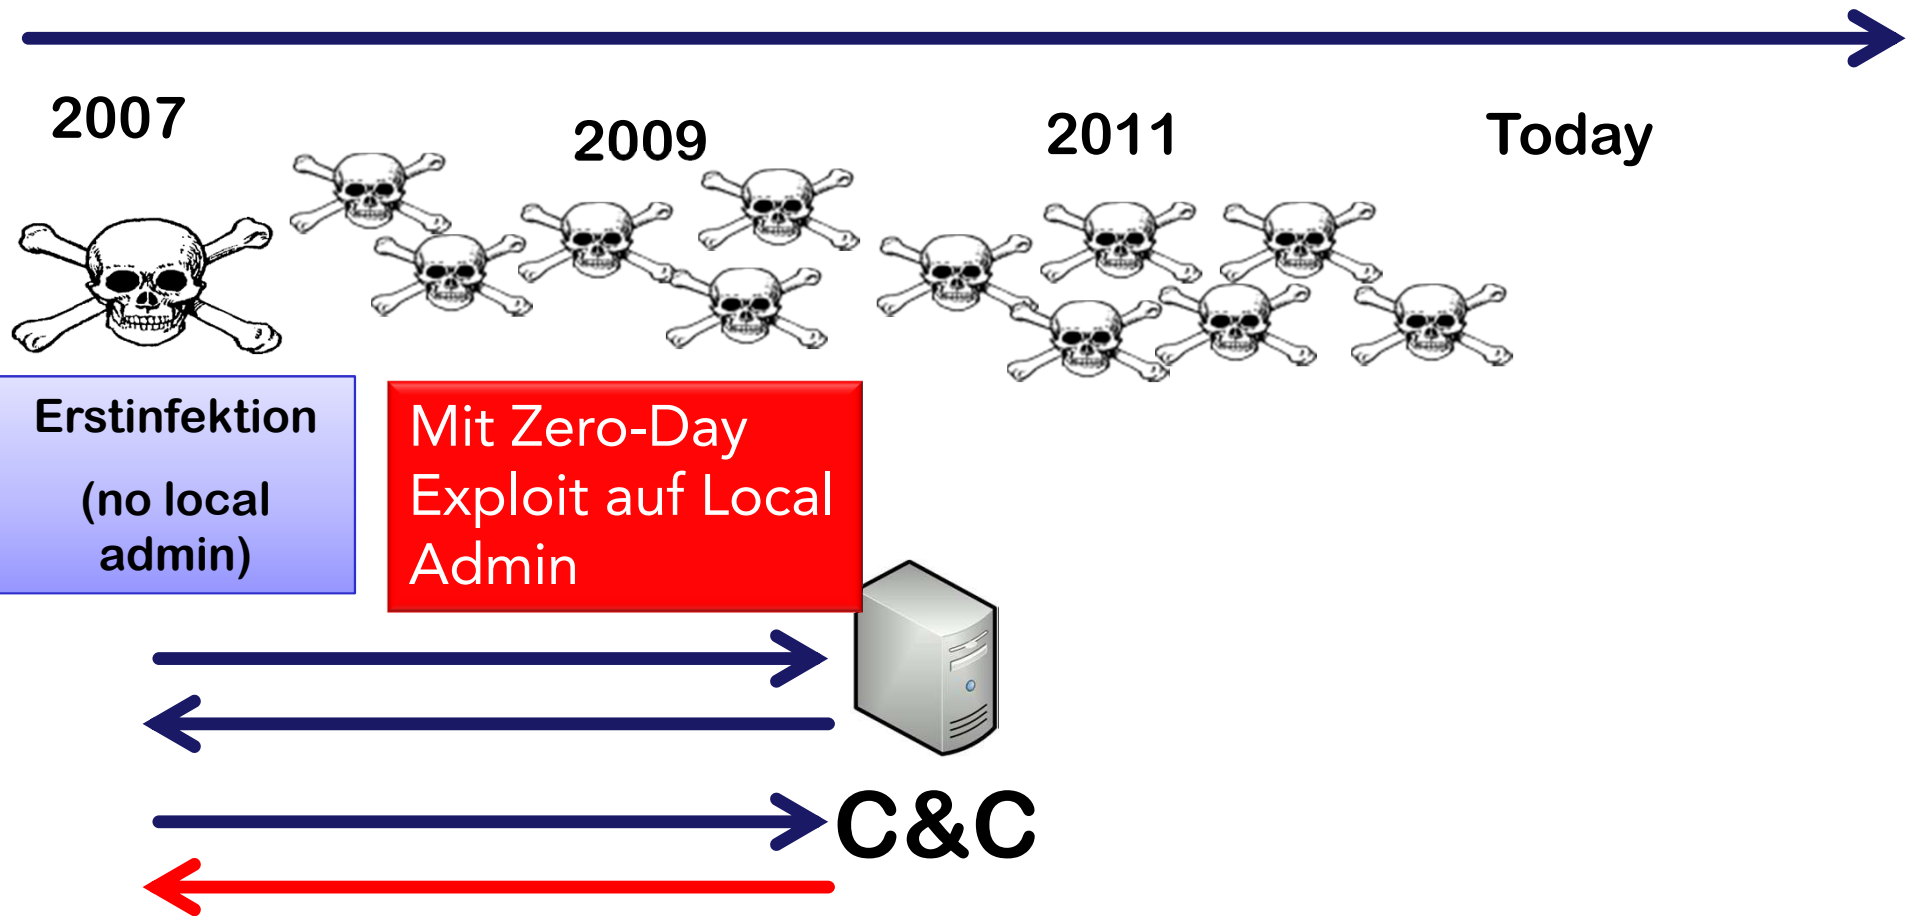 2007
2009
2011
Today
Erstinfektion
(no local
admin)
Mit Zero-Day
Exploit auf Local
Admin
C&C